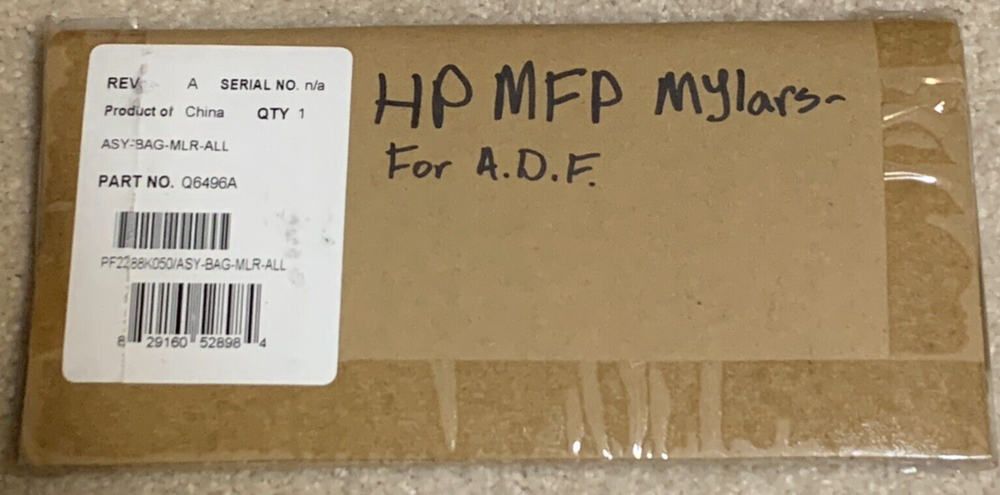 REV A SERIAL NO. n/a
Product of China QTY 1
ASY-BAG-MLR-ALL
PART NO. Q6496A
PF2288K050/ASY-BAG-MLR-ALL
8 29160 52898 4
HP MFP Mylars-
For A.D.F.